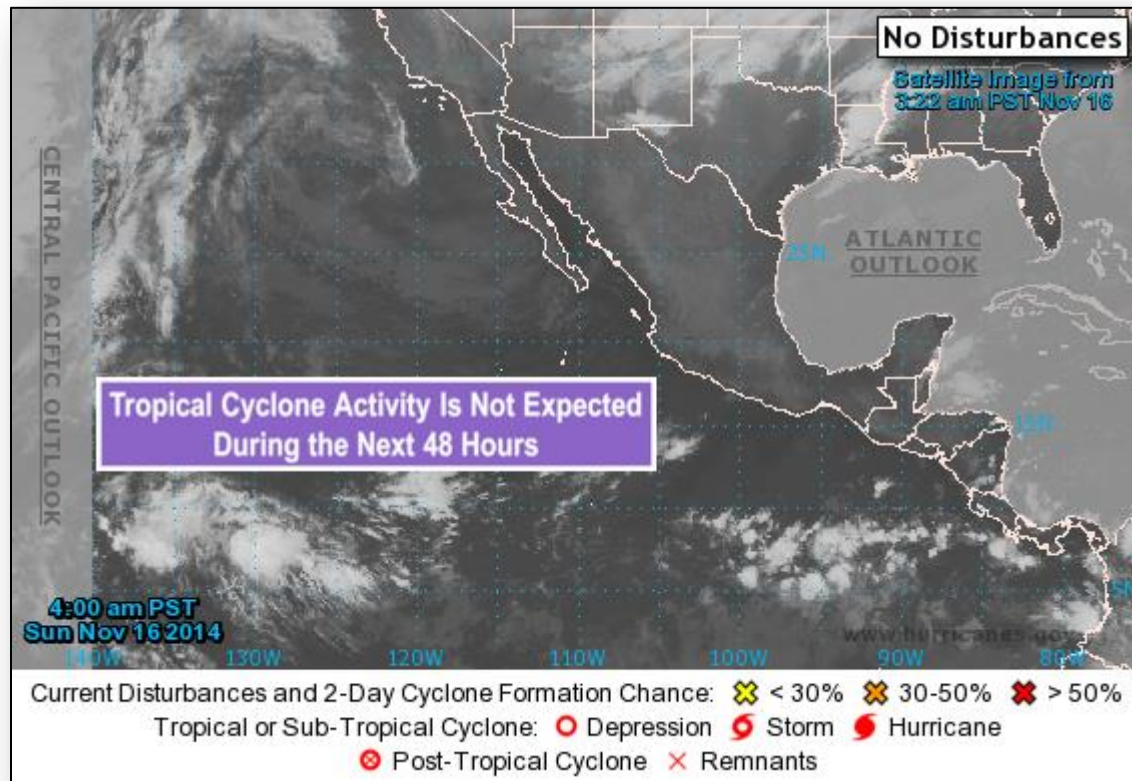 No Disturbances
Satellite Image from
3:22 am PST Nov 16
CENTRAL PACIFIC OUTLOOK
ATLANTIC
OUTLOOK
25N
Tropical Cyclone Activity Is Not Expected
During the Next 48 Hours
15N
5N
4:00 am PST
Sun Nov 16 2014
www.hurricanes.gov
140W 130W 120W 110W 100W 90W 80W
Current Disturbances and 2-Day Cyclone Formation Chance: < 30% 30-50% > 50%
Tropical or Sub-Tropical Cyclone: Depression Storm Hurricane
Post-Tropical Cyclone Remnants